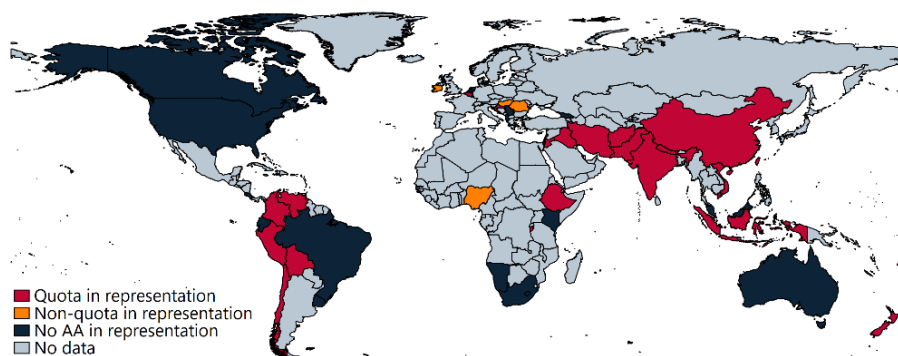 Quota in representation
Non-quota in representation
No AA in representation
No data